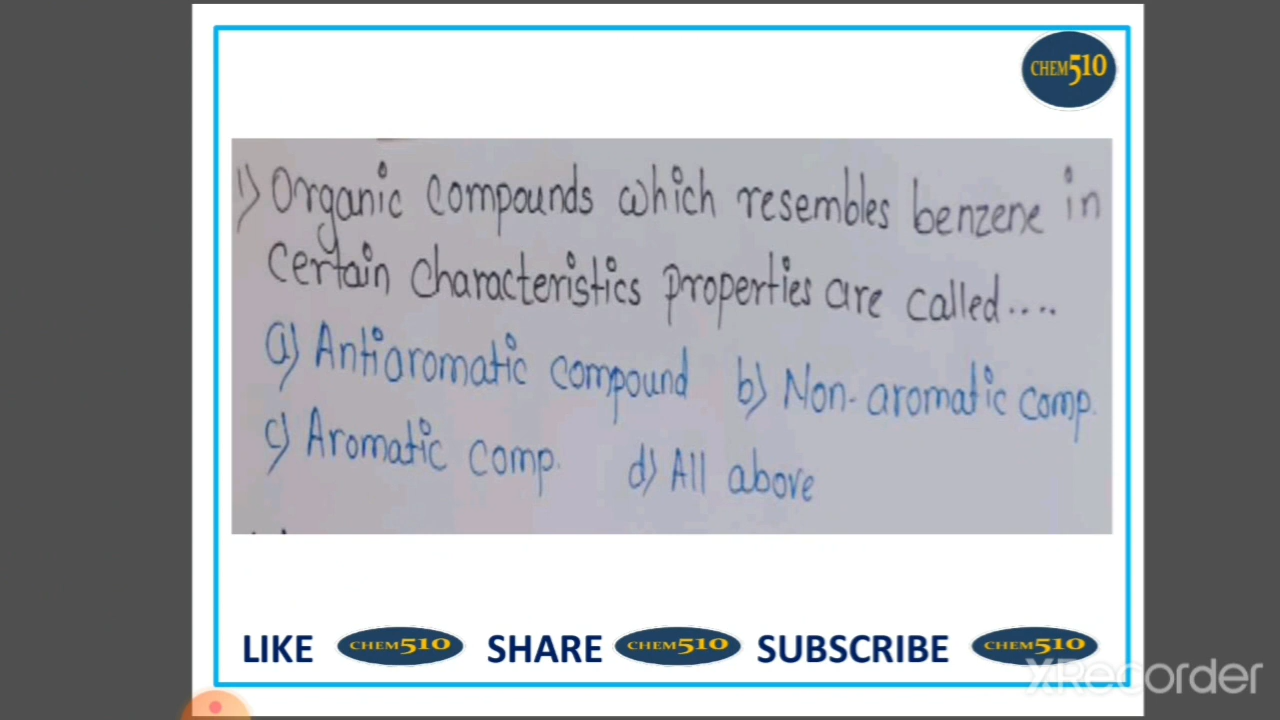 CHEM510
1) Organic compounds which resembles benzene in
certain characteristics properties are called....
a) Antiaromatic compound b) Non-aromatic comp.
c) Aromatic comp. d) All above
LIKE CHEM510 SHARE CHEM510 SUBSCRIBE CHEM510
XRecorder